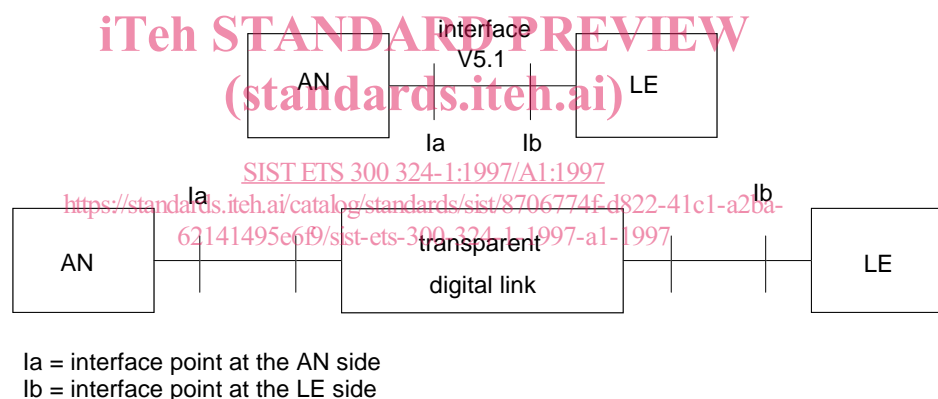 iTeh STANDARD PREVIEW
interface
V5.1
AN
LE
(standards.iteh.ai)
Ia
Ib
SIST ETS 300 324-1:1997/A1:1997
Ia
Ib
https://standards.iteh.ai/catalog/standards/sist/8706774f-d822-41c1-a2ba-
62141495e6f9/sist-ets-300-324-1-1997-a1-1997
transparent
AN
LE
digital link
Ia = interface point at the AN side
Ib = interface point at the LE side